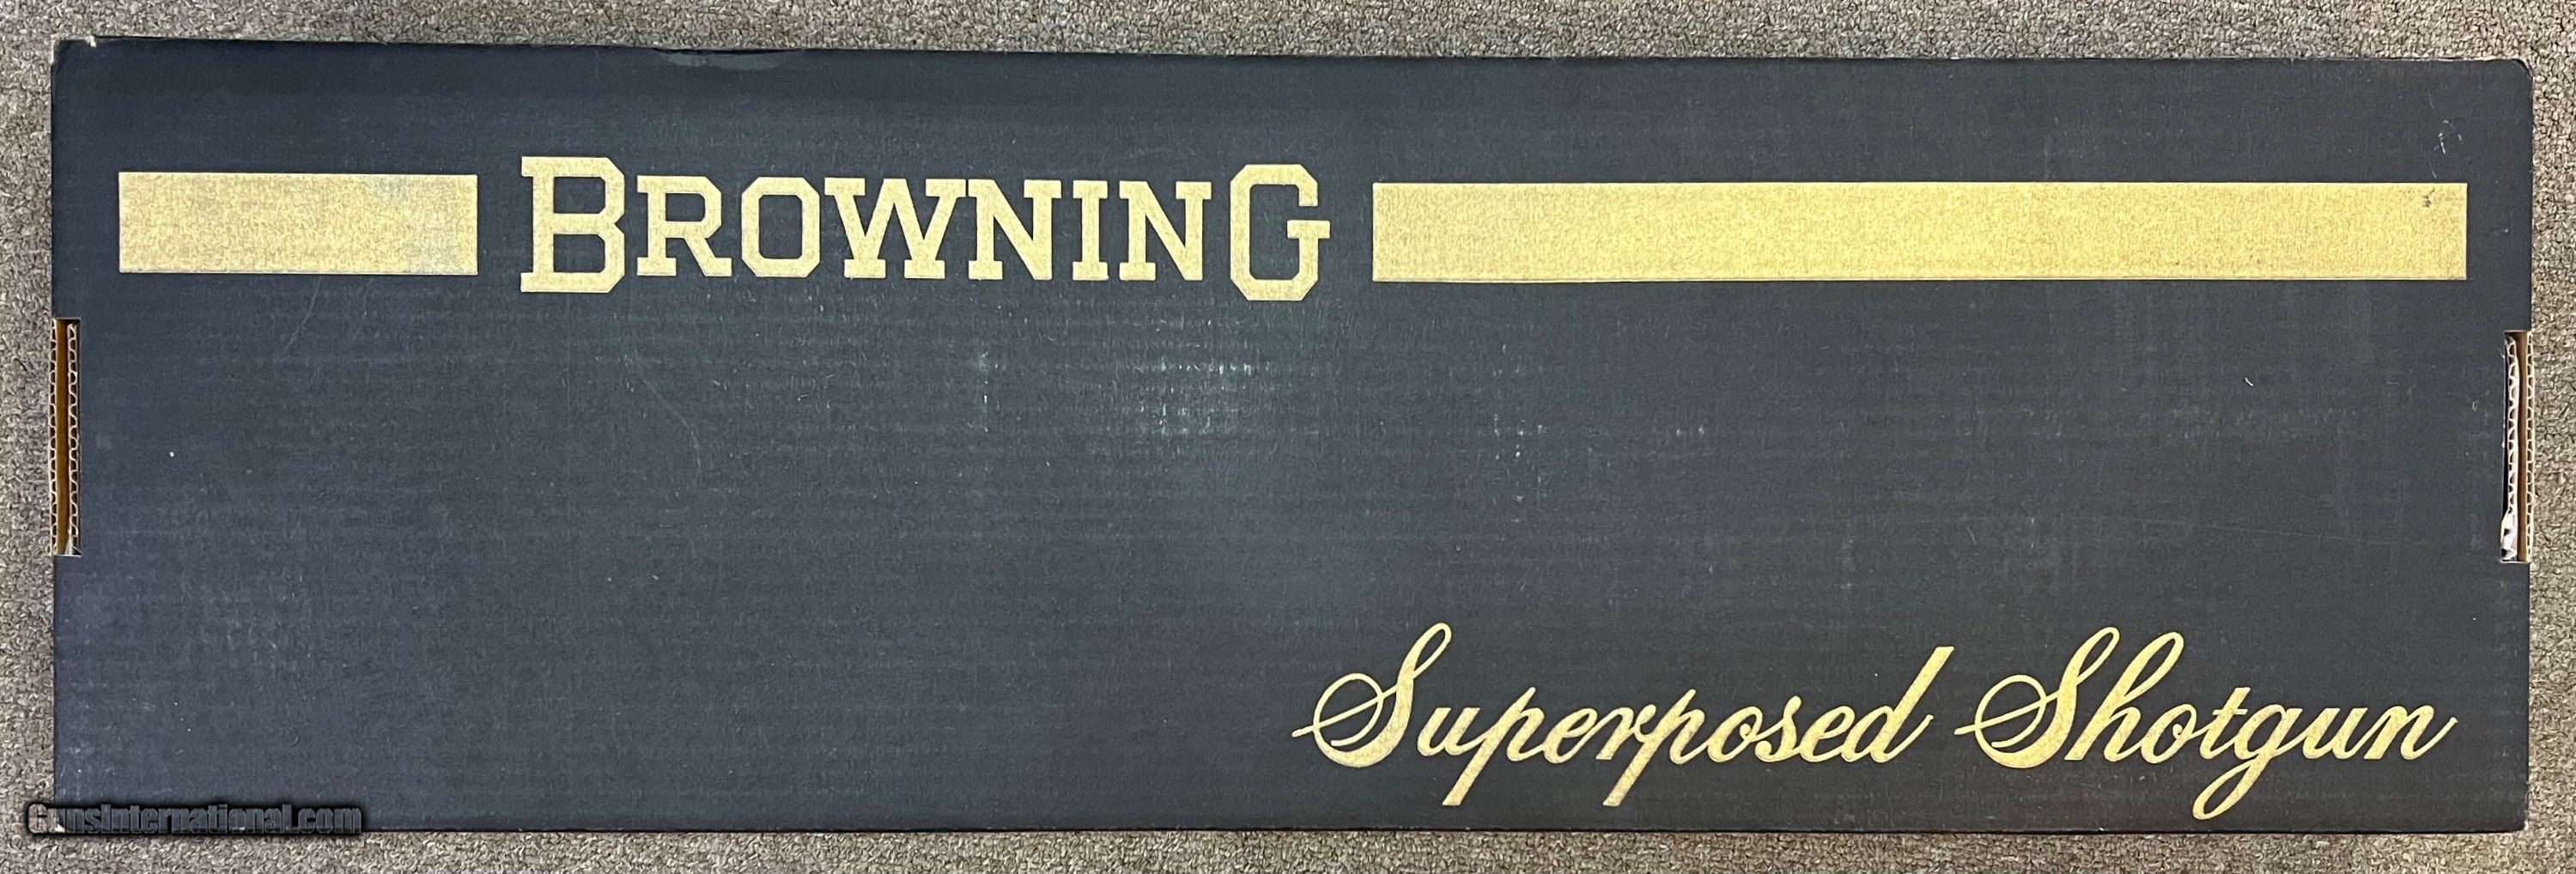 BROWNING
Superposed Shotgun
GunsInternational.com